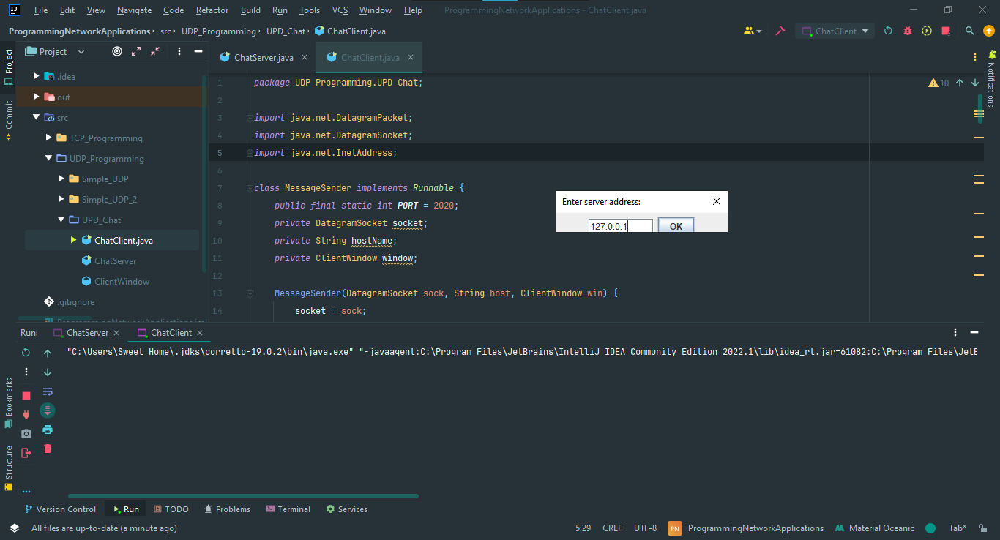 File Edit View Navigate Code Refactor Build Run Tools VCS Window Help ProgrammingNetworkApplications - ChatClient.java
ProgrammingNetworkApplications › src › UDP_Programming › UPD_Chat › ChatClient.java ChatClient
Project
Commit
Bookmarks
Structure
Project
.idea
out
src
TCP_Programming
UDP_Programming
Simple_UDP
Simple_UDP_2
UPD_Chat
ChatClient.java
ChatServer
ClientWindow
.gitignore
ProgrammingNetworkApplications.iml
ChatServer.java ChatClient.java
10
Notifications
1 package UDP_Programming.UPD_Chat;
2
3 import java.net.DatagramPacket;
4 import java.net.DatagramSocket;
5 import java.net.InetAddress;
6
7 class MessageSender implements Runnable {
8 public final static int PORT = 2020;
9 private DatagramSocket socket;
10 private String hostName;
11 private ClientWindow window;
12
13 MessageSender(DatagramSocket sock, String host, ClientWindow win) {
14 socket = sock;
Enter server address:
127.0.0.1 OK
Run: ChatServer ChatClient
"C:\Users\Sweet Home\.jdks\corretto-19.0.2\bin\java.exe" "-javaagent:C:\Program Files\JetBrains\IntelliJ IDEA Community Edition 2022.1\lib\idea_rt.jar=61082:C:\Program Files\JetB
Version Control Run TODO Problems Terminal Services
All files are up-to-date (a minute ago) 5:29 CRLF UTF-8 PN ProgrammingNetworkApplications Material Oceanic Tab*